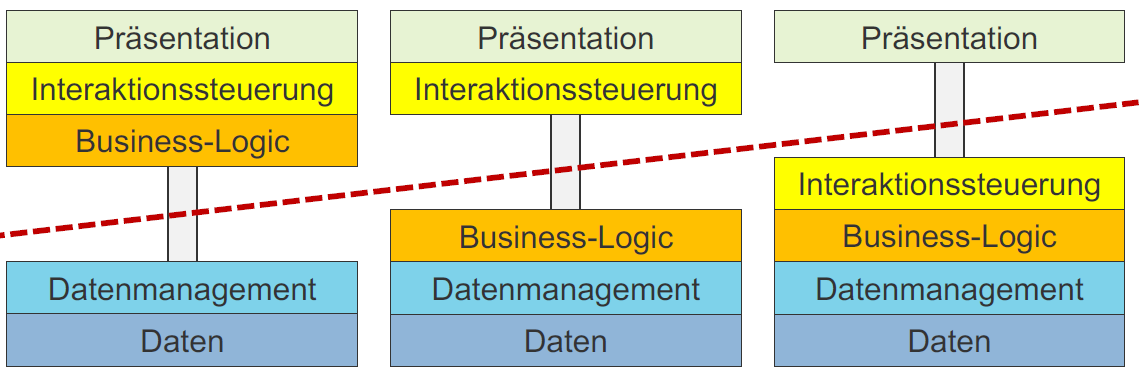 Präsentation
Interaktionssteuerung
Business-Logic
Datenmanagement
Daten
Präsentation
Interaktionssteuerung
Business-Logic
Datenmanagement
Daten
Präsentation
Interaktionssteuerung
Business-Logic
Datenmanagement
Daten